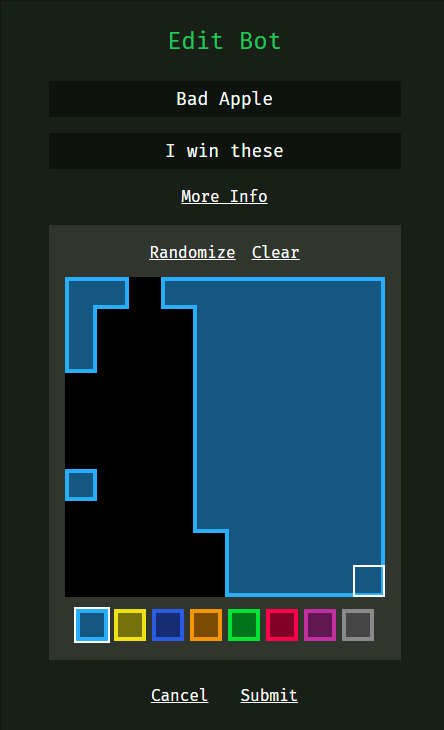 Edit Bot
Bad Apple
I win these
More Info
Randomize Clear
Cancel Submit